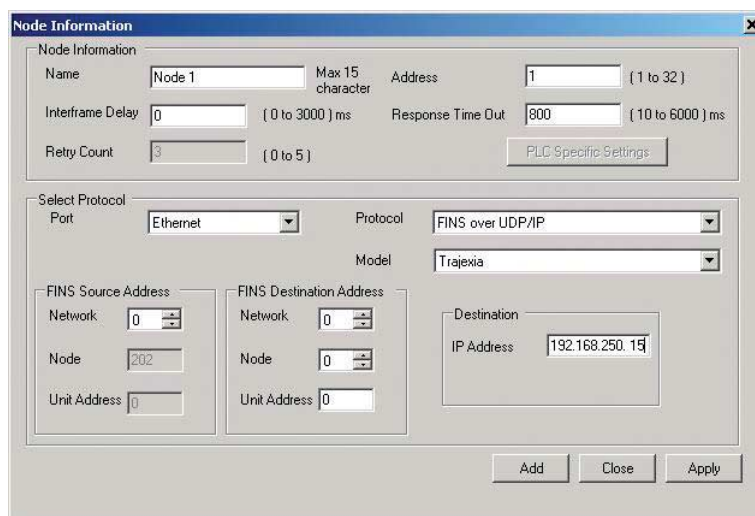 Node Information
Node Information
Name Node 1 Max 15 character Address 1 ( 1 to 32 )
Interframe Delay 0 ( 0 to 3000 ) ms Response Time Out 800 ( 10 to 6000 ) ms
Retry Count 3 ( 0 to 5 ) PLC Specific Settings
Select Protocol
Port Ethernet Protocol FINS over UDP/IP
Model Trajexia
FINS Source Address
Network 0
Node 202
Unit Address 0
FINS Destination Address
Network 0
Node 0
Unit Address 0
Destination
IP Address 192.168.250. 15
Add Close Apply